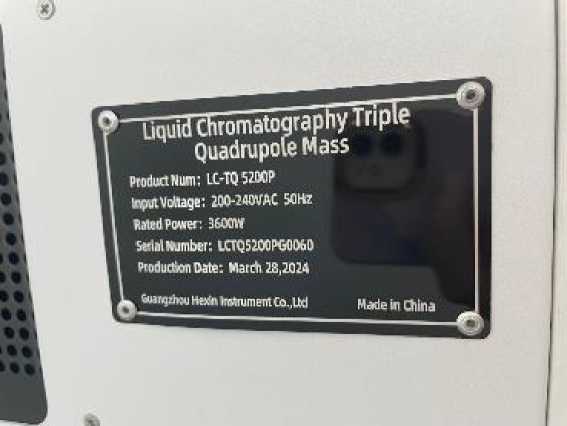 Liquid Chromatography Triple
Quadrupole Mass
Product Num: LC-TQ 5200P
Input Voltage: 200-240VAC 50Hz
Rated Power: 3600W
Serial Number: LCTQ5200PG0060
Production Date: March 28,2024
Guangzhou Hexin Instrument Co.,Ltd Made in China